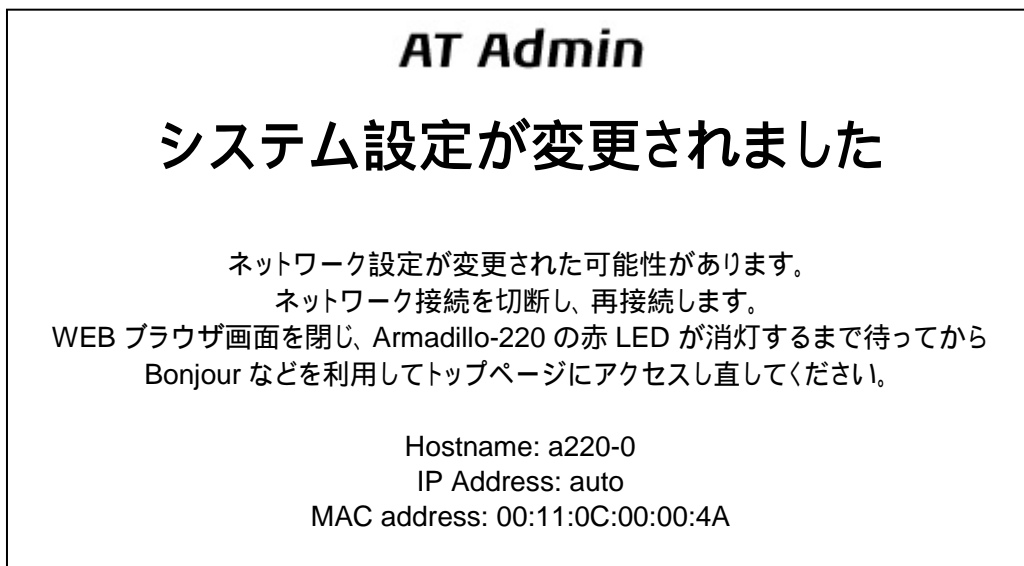 AT Admin
システム設定が変更されました
ネットワーク設定が変更された可能性があります。
ネットワーク接続を切断し、再接続します。
WEB ブラウザ画面を閉じ、Armadillo-220 の赤 LED が消灯するまで待ってから
Bonjour などを利用してトップページにアクセスし直してください。
Hostname: a220-0
IP Address: auto
MAC address: 00:11:0C:00:00:4A